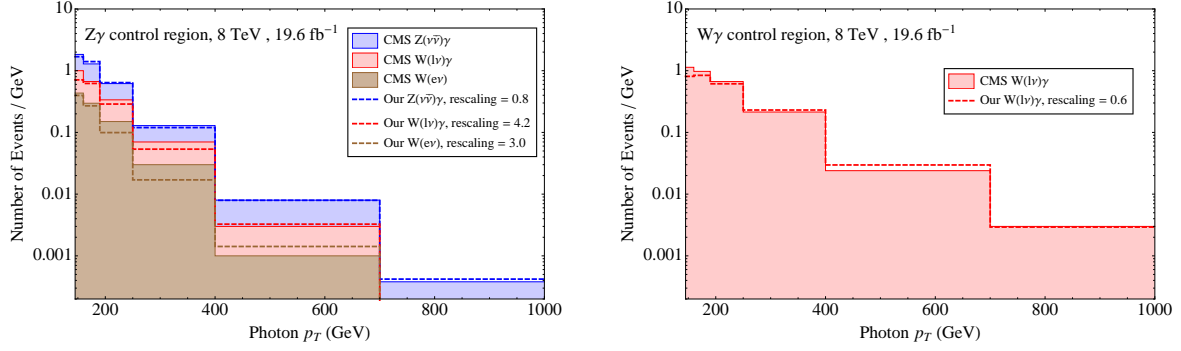 Zγ control region, 8 TeV , 19.6 fb⁻¹
CMS Z(νν̄)γ
CMS W(lν)γ
CMS W(eν)
Our Z(νν̄)γ, rescaling = 0.8
Our W(lν)γ, rescaling = 4.2
Our W(eν), rescaling = 3.0
Number of Events / GeV
10
1
0.1
0.01
0.001
200
400
600
800
1000
Photon p_T (GeV)
Wγ control region, 8 TeV , 19.6 fb⁻¹
CMS W(lν)γ
Our W(lν)γ, rescaling = 0.6
Number of Events / GeV
10
1
0.1
0.01
0.001
200
400
600
800
1000
Photon p_T (GeV)